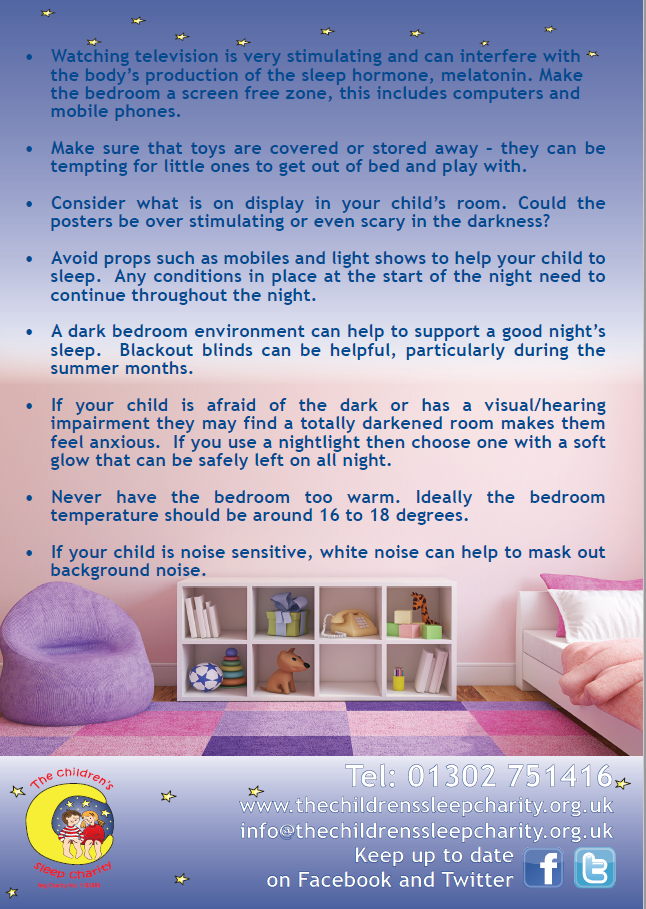 • Watching television is very stimulating and can interfere with
the body's production of the sleep hormone, melatonin. Make
the bedroom a screen free zone, this includes computers and
mobile phones.
• Make sure that toys are covered or stored away – they can be
tempting for little ones to get out of bed and play with.
• Consider what is on display in your child's room. Could the
posters be over stimulating or even scary in the darkness?
• Avoid props such as mobiles and light shows to help your child to
sleep. Any conditions in place at the start of the night need to
continue throughout the night.
• A dark bedroom environment can help to support a good night's
sleep. Blackout blinds can be helpful, particularly during the
summer months.
• If your child is afraid of the dark or has a visual/hearing
impairment they may find a totally darkened room makes them
feel anxious. If you use a nightlight then choose one with a soft
glow that can be safely left on all night.
• Never have the bedroom too warm. Ideally the bedroom
temperature should be around 16 to 18 degrees.
• If your child is noise sensitive, white noise can help to mask out
background noise.
The children's
sleep charity
Tel: 01302 751416
www.thechildrenssleepcharity.org.uk
info@thechildrenssleepcharity.org.uk
Keep up to date
on Facebook and Twitter